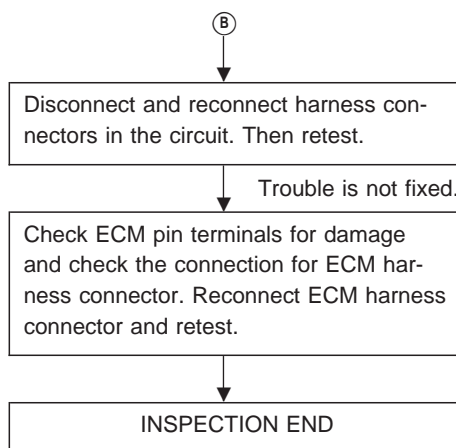 B
Disconnect and reconnect harness con-
nectors in the circuit. Then retest.
Trouble is not fixed.
Check ECM pin terminals for damage
and check the connection for ECM har-
ness connector. Reconnect ECM harness
connector and retest.
INSPECTION END